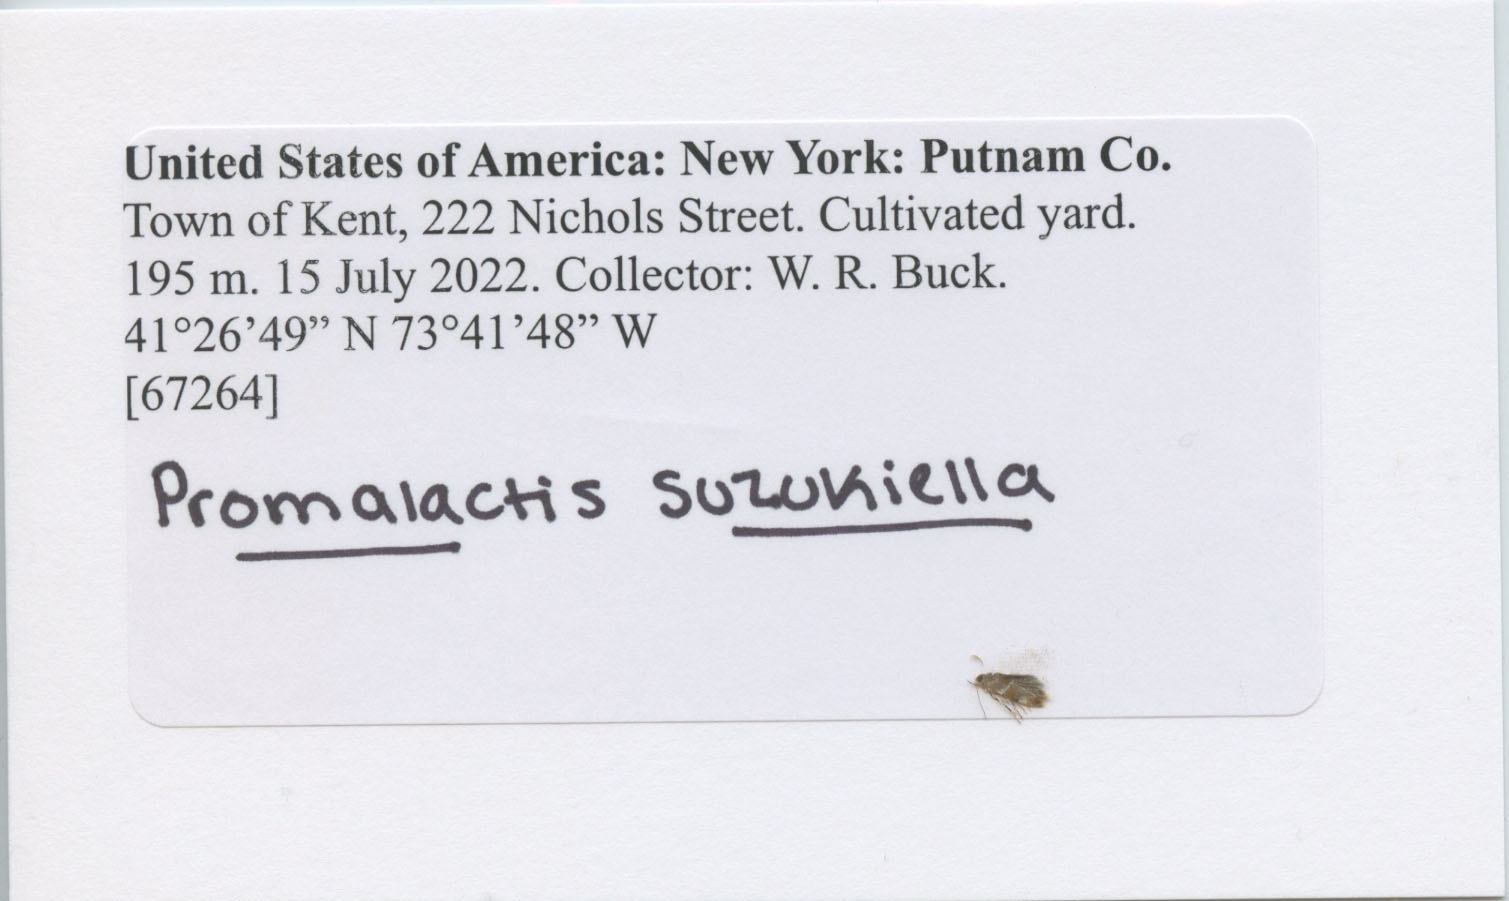 United States of America: New York: Putnam Co.
Town of Kent, 222 Nichols Street. Cultivated yard.
195 m. 15 July 2022. Collector: W. R. Buck.
41°26’49” N 73°41’48” W
[67264]
Promalactis suzukiella